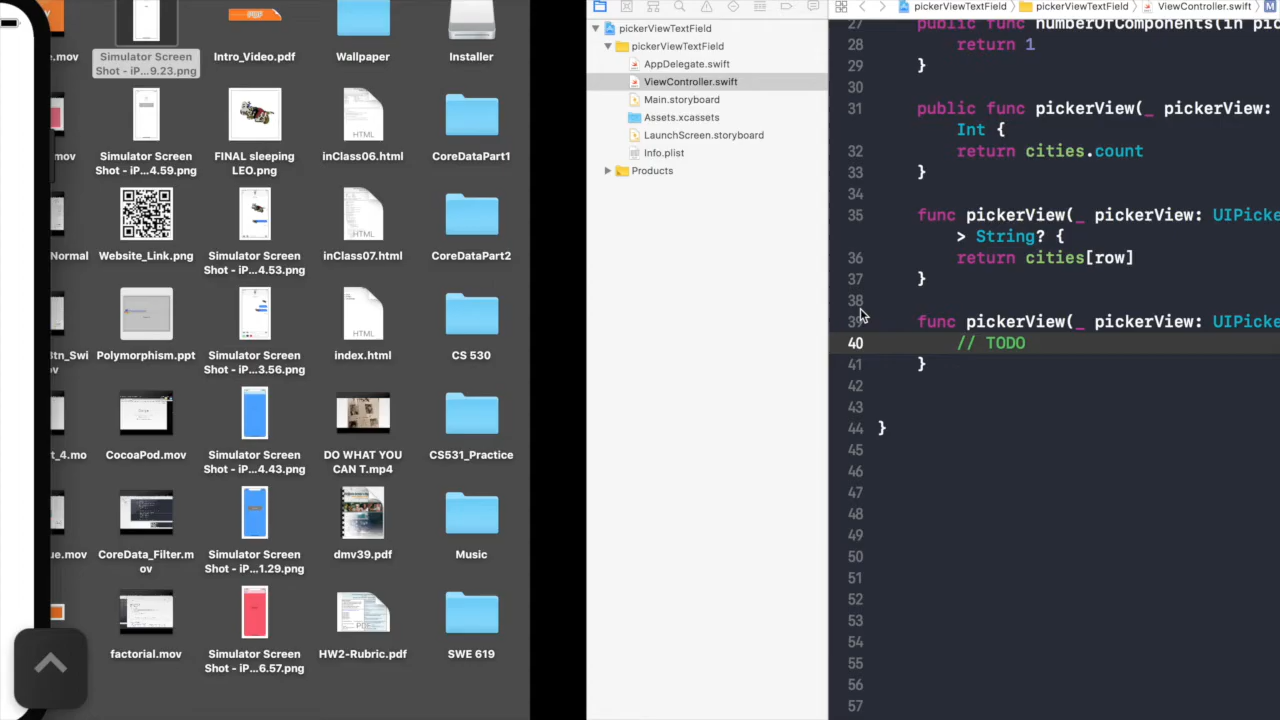 e.mov
Simulator Screen
Shot - iP...9.23.png
Intro_Video.pdf
Wallpaper
Installer
mov
Simulator Screen
Shot - iP...4.59.png
FINAL sleeping
LEO.png
HTML
inClass06.html
CoreDataPart1
Normal
Website_Link.png
Simulator Screen
Shot - iP...4.53.png
HTML
inClass07.html
CoreDataPart2
Btn_Swi
ov
Polymorphism.ppt
Simulator Screen
Shot - iP...3.56.png
HTML
index.html
CS 530
t_4.mo
CocoaPod.mov
Simulator Screen
Shot - iP...4.43.png
DO WHAT YOU
CAN T.mp4
CS531_Practice
ue.mov
CoreData_Filter.m
ov
Simulator Screen
Shot - iP...1.29.png
dmv39.pdf
Music
factorial.mov
Simulator Screen
Shot - iP...6.57.png
HW2-Rubric.pdf
SWE 619
pickerViewTextField
pickerViewTextField
AppDelegate.swift
ViewController.swift
Main.storyboard
Assets.xcassets
LaunchScreen.storyboard
Info.plist
Products
pickerViewTextField
pickerViewTextField
ViewController.swift
M
27 public func numberOfComponents(in pic
28 return 1
29 }
30
31 public func pickerView(_ pickerView:
Int {
32 return cities.count
33 }
34
35 func pickerView(_ pickerView: UIPicke
> String? {
36 return cities[row]
37 }
38
39 func pickerView(_ pickerView: UIPicke
40 // TODO
41 }
42
43
44 }
45
46
47
48
49
50
51
52
53
54
55
56
57